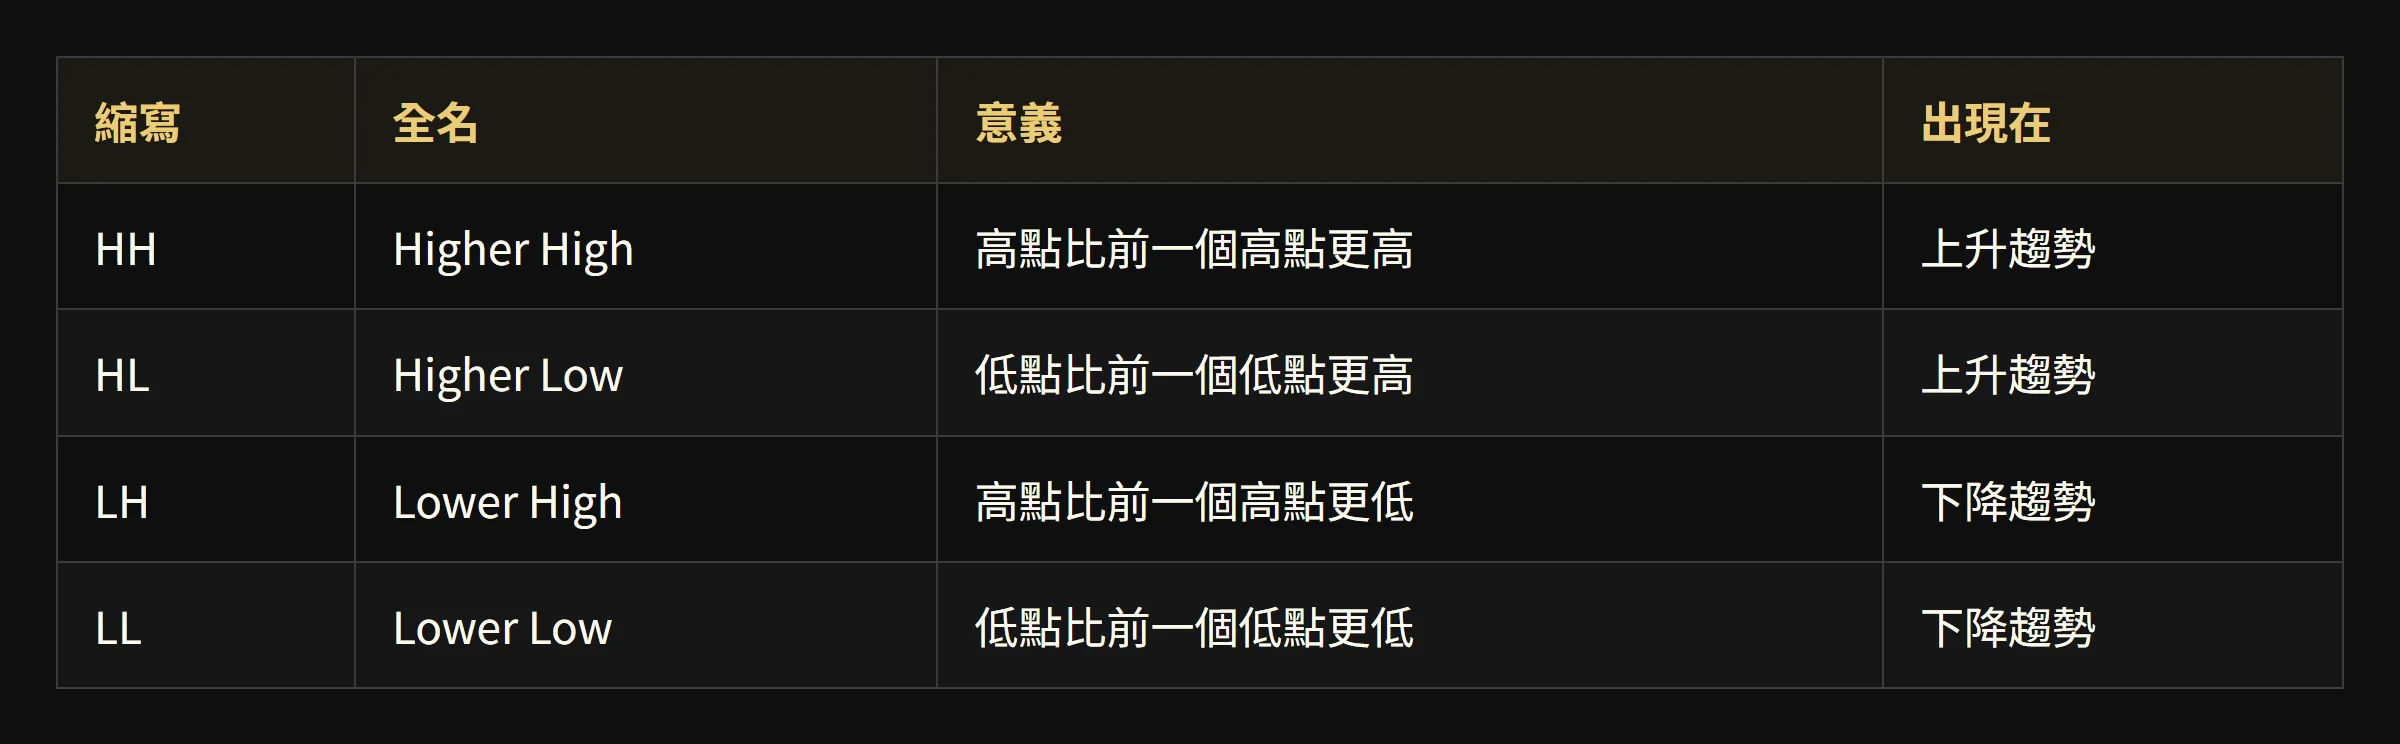 縮寫 全名 意義 出現在
HH Higher High 高點比前一個高點更高 上升趨勢
HL Higher Low 低點比前一個低點更高 上升趨勢
LH Lower High 高點比前一個高點更低 下降趨勢
LL Lower Low 低點比前一個低點更低 下降趨勢